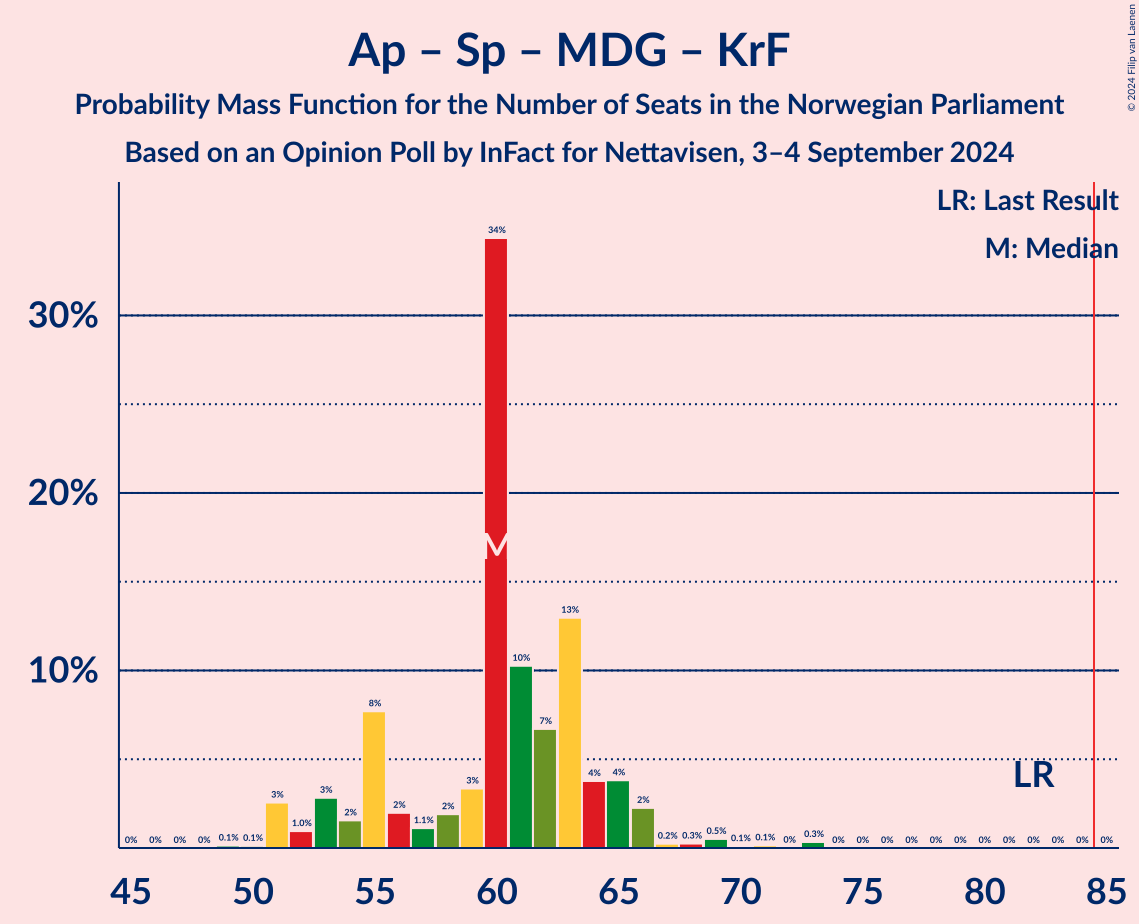 Ap – Sp – MDG – KrF
Probability Mass Function for the Number of Seats in the Norwegian Parliament
Based on an Opinion Poll by InFact for Nettavisen, 3–4 September 2024
© 2024 Filip van Laenen
LR: Last Result
M: Median
34%
30%
20%
M
13%
10%
10%
8%
7%
LR
3% 1.0% 3% 2% 2% 1.1% 2% 3% 4% 4% 2%
0% 0% 0% 0% 0.1% 0.1% 0.2% 0.3% 0.5% 0.1% 0.1% 0% 0.3% 0% 0% 0% 0% 0% 0% 0% 0% 0% 0% 0% 0%
45 50 55 60 65 70 75 80 85